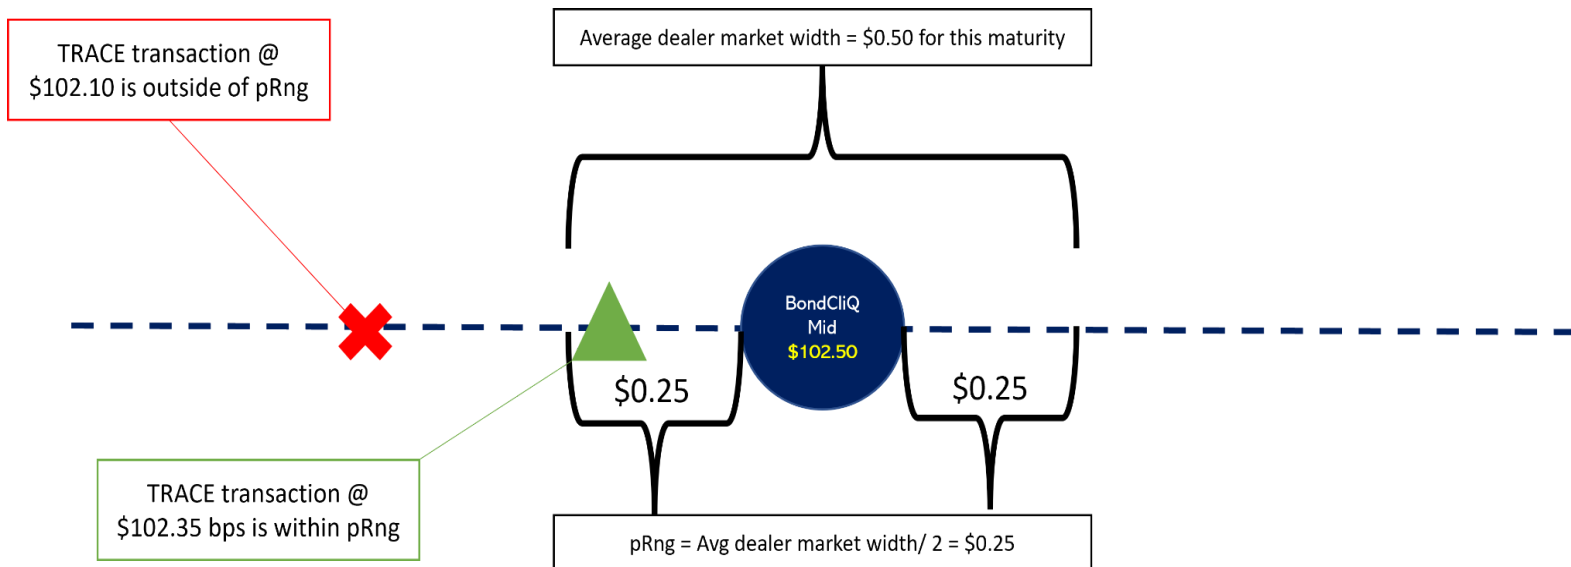 TRACE transaction @
$102.10 is outside of pRng
Average dealer market width = $0.50 for this maturity
BondCliQ
Mid
$102.50
$0.25
$0.25
TRACE transaction @
$102.35 bps is within pRng
pRng = Avg dealer market width/ 2 = $0.25